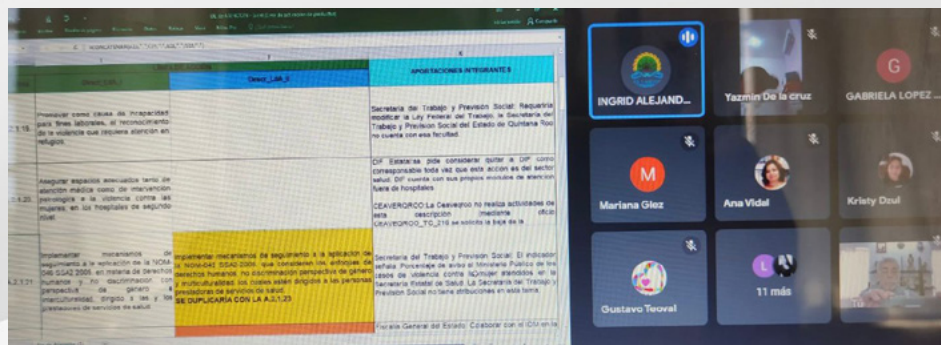 APORTACIONES INTEGRANTES
Promover como causa de incapacidad
para fines laborales, el reconocimiento
de la violencia que requiera atención en
refugios.
Secretaria del Trabajo y Previsión Social: Requeriría
modificar la Ley Federal del Trabajo, la Secretaria del
Trabajo y Previsión Social del Estado de Quintana Roo
no cuenta con esa facultad.
Asegurar espacios adecuados tanto de
atención médica como de intervención
psicológica a la violencia contra las
mujeres, en los hospitales de segundo
nivel.
DIF Estatal se pide considerar quitar a DIF como
corresponsable toda vez que esta acción es del sector
salud. DIF cuenta con sus propios módulos de atención
fuera de hospitales.
CEAVEQROO: La Ceaveqroo no realiza actividades de
esta descripción (mediante oficio
se solicita la baja de la
Implementar mecanismos de
seguimiento a la aplicación de la NOM-
046 SSA2 2005, en materia de derechos
humanos y no discriminación con
perspectiva de género e
interculturalidad, dirigido a las y los
prestadores de servicios de salud.
Implementar mecanismos de seguimiento a la aplicación de
la NOM-046 SSA2 2005, que consideren los enfoques de
derechos humanos, no discriminación perspectiva de género
y multiculturalidad, los cuales estén dirigido a las personas
prestadoras de servicios de salud.
SE DUPLICARÍA CON LA A.2.1.23
Secretaria del Trabajo y Previsión Social: El indicador
señala: Porcentaje de aviso al Ministerio Público de los
casos de violencia contra la mujer atendidos en la
Secretaria Estatal de Salud. La Secretaria del Trabajo y
Previsión Social no tiene atribuciones en este tema.
Fiscalía General del Estado: Colaborar con el IQM en la
INGRID ALEJAND...
Yazmin De la cruz
G
GABRIELA LOPEZ ...
M
Mariana Glez
Ana Vidal
Kristy Dzul
Gustavo Teoval
L
11 más